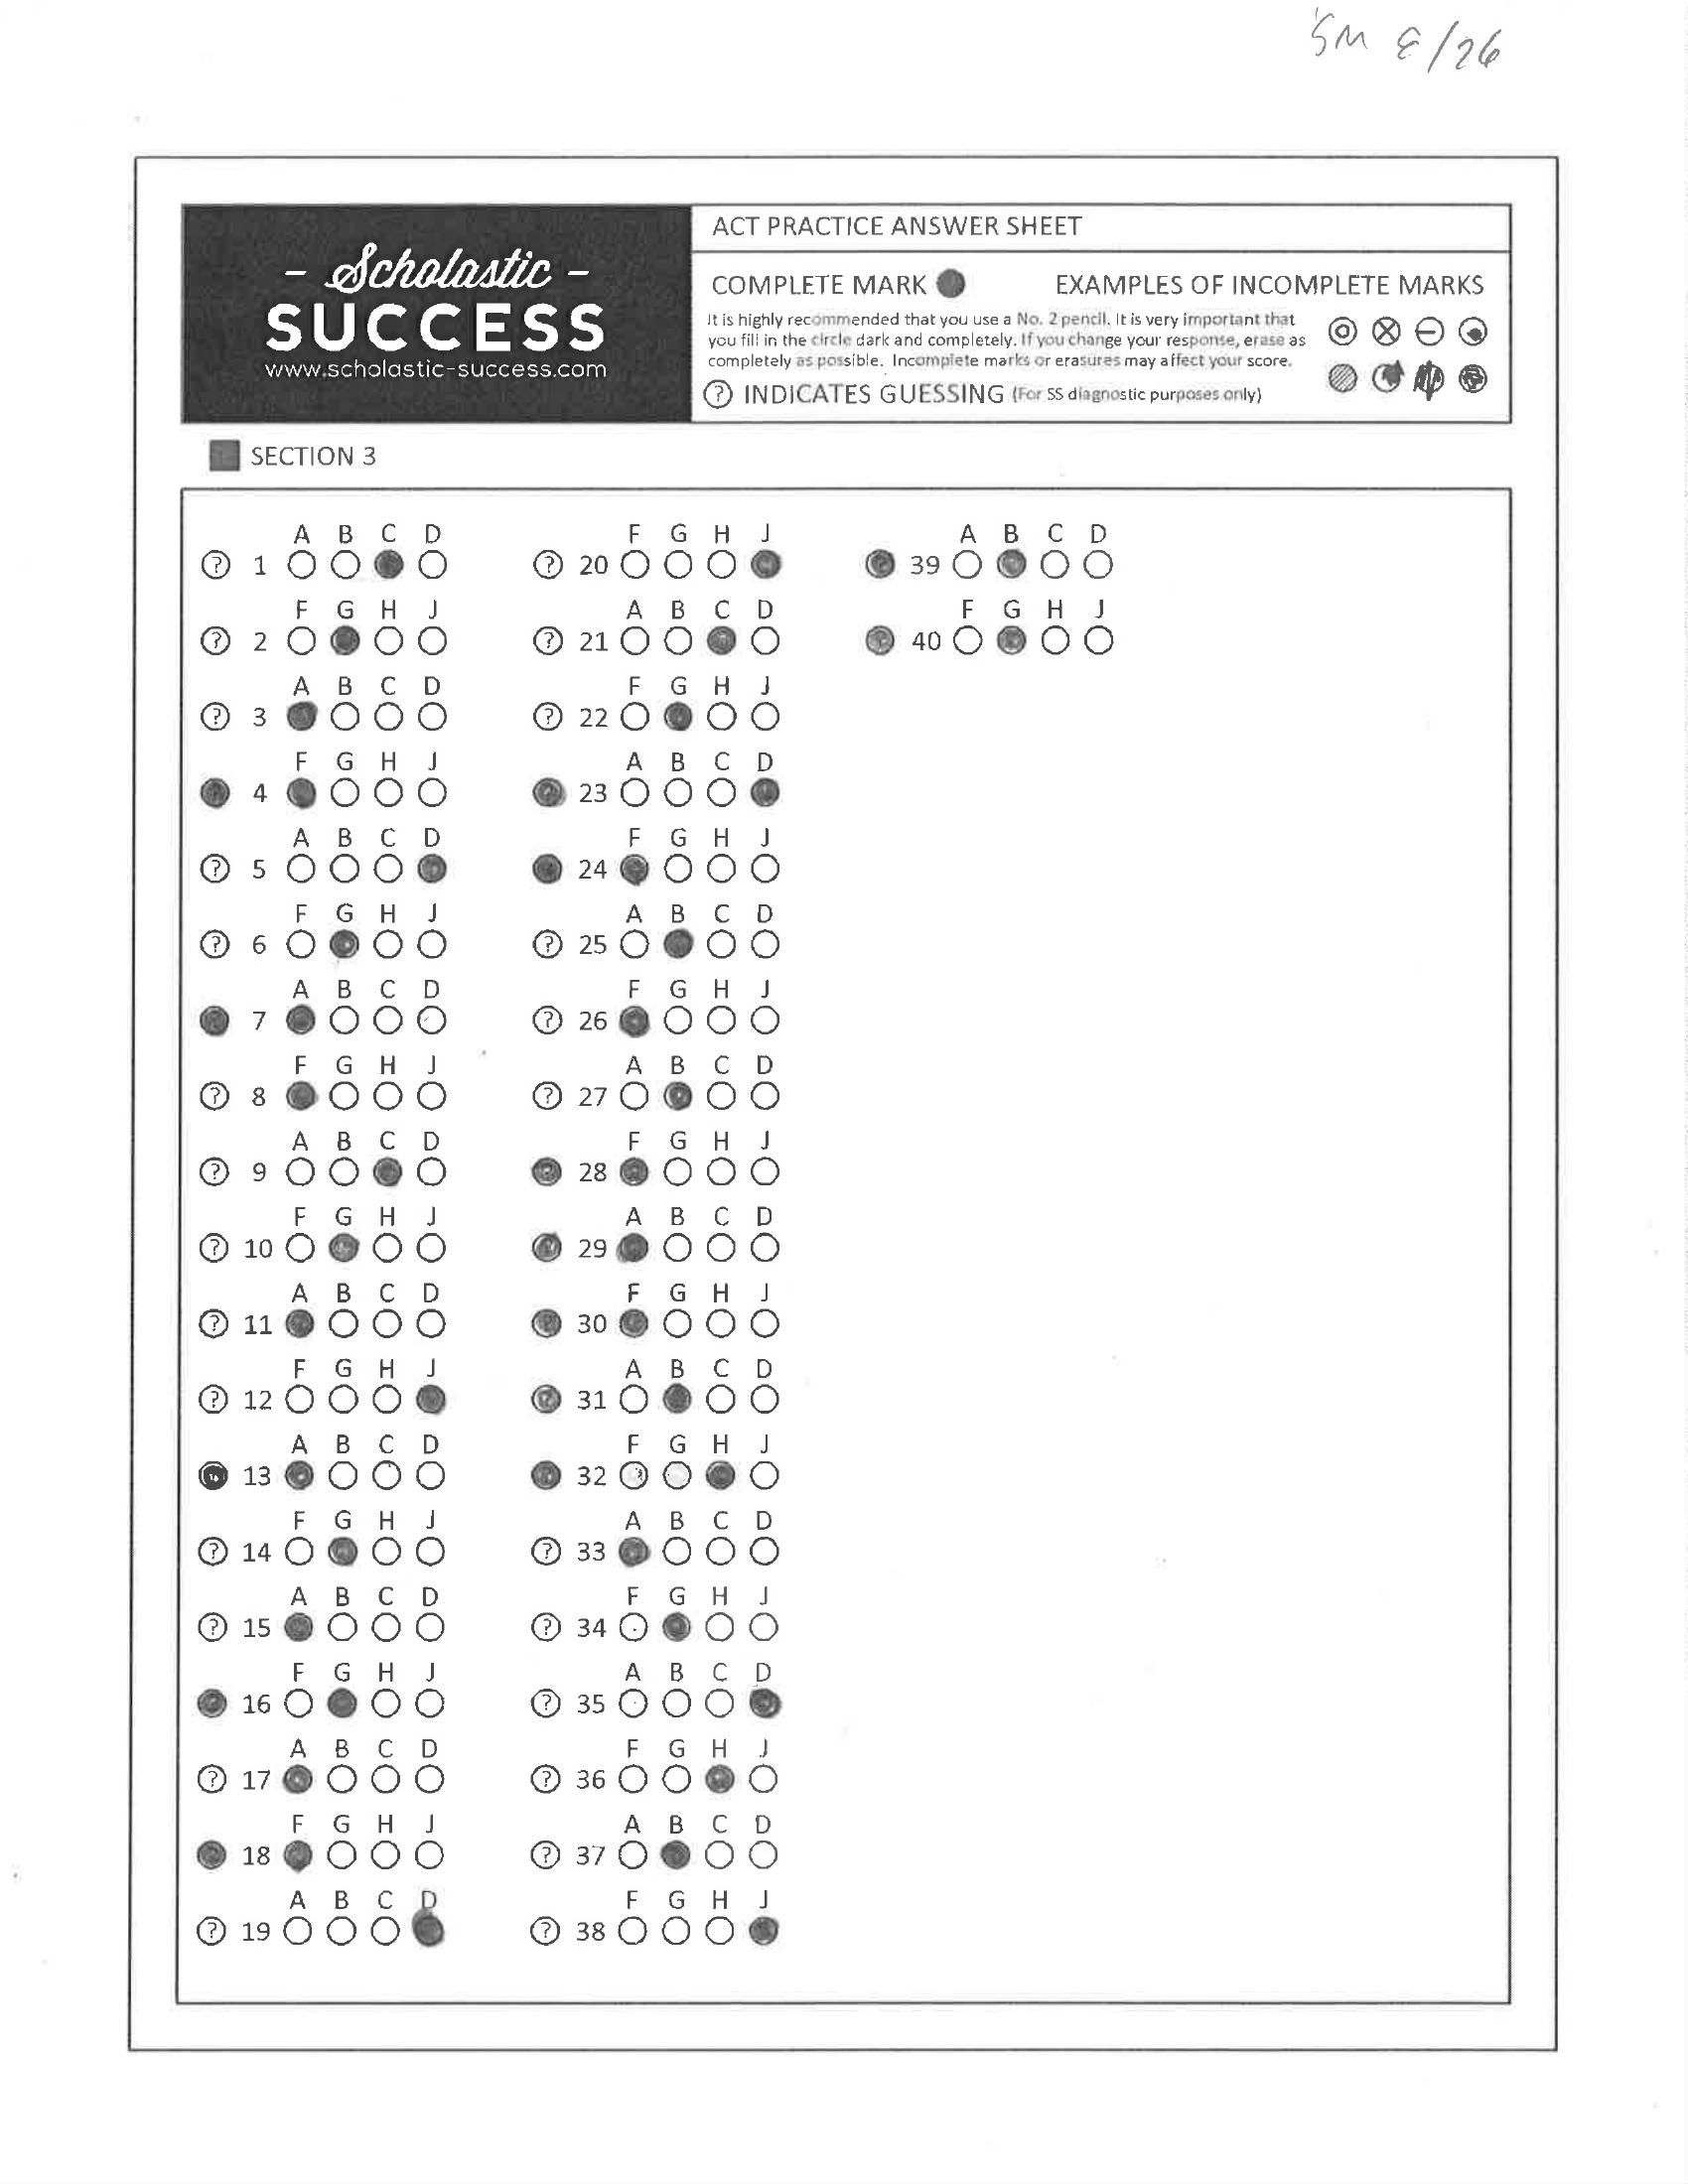 SM 8/26
- Scholastic -
SUCCESS
www.scholastic-success.com
ACT PRACTICE ANSWER SHEET
COMPLETE MARK EXAMPLES OF INCOMPLETE MARKS
It is highly recommended that you use a No. 2 pencil. It is very important that
you fill in the circle dark and completely. If you change your response, erase as
completely as possible. Incomplete marks or erasures may affect your score.
? INDICATES GUESSING (For SS diagnostic purposes only)
SECTION 3
A B C D
? 1
F G H J
? 2
A B C D
? 3
F G H J
4
A B C D
? 5
F G H J
? 6
A B C D
7
F G H J
? 8
A B C D
? 9
F G H J
? 10
A B C D
? 11
F G H J
? 12
A B C D
13
F G H J
? 14
A B C D
? 15
F G H J
16
A B C D
? 17
F G H J
18
A B C D
? 19
F G H J
? 20
A B C D
? 21
F G H J
? 22
A B C D
? 23
F G H J
24
A B C D
? 25
F G H J
? 26
A B C D
? 27
F G H J
? 28
A B C D
? 29
F G H J
? 30
A B C D
? 31
F G H J
32
A B C D
? 33
F G H J
? 34
A B C D
? 35
F G H J
? 36
A B C D
? 37
F G H J
? 38
A B C D
? 39
F G H J
? 40